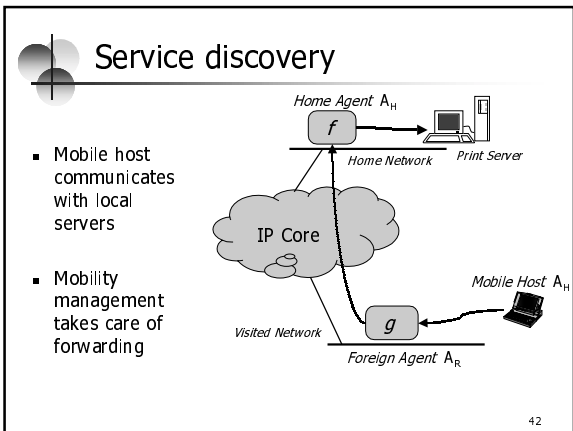 Service discovery
Mobile host
communicates
with local
servers
Mobility
management
takes care of
forwarding
Home Agent A_H
f
Home Network
Print Server
IP Core
Mobile Host A_H
g
Visited Network
Foreign Agent A_R
42